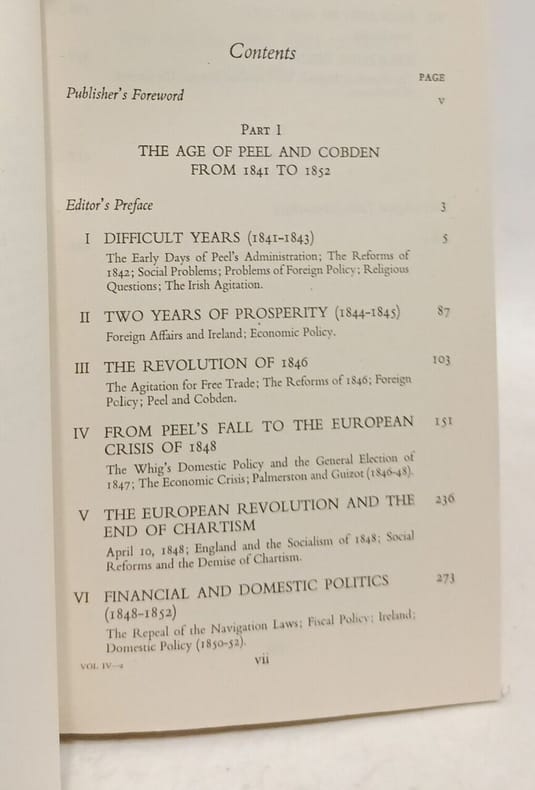 Contents
PAGE
Publisher's Foreword v
PART I
THE AGE OF PEEL AND COBDEN
FROM 1841 TO 1852
Editor's Preface 3
I DIFFICULT YEARS (1841–1843) 5
The Early Days of Peel's Administration; The Reforms of
1842; Social Problems; Problems of Foreign Policy; Religious
Questions; The Irish Agitation.
II TWO YEARS OF PROSPERITY (1844–1845) 87
Foreign Affairs and Ireland; Economic Policy.
III THE REVOLUTION OF 1846 103
The Agitation for Free Trade; The Reforms of 1846; Foreign
Policy; Peel and Cobden.
IV FROM PEEL'S FALL TO THE EUROPEAN 151
CRISIS OF 1848
The Whig's Domestic Policy and the General Election of
1847; The Economic Crisis; Palmerston and Guizot (1846–48).
V THE EUROPEAN REVOLUTION AND THE 236
END OF CHARTISM
April 10, 1848; England and the Socialism of 1848; Social
Reforms and the Demise of Chartism.
VI FINANCIAL AND DOMESTIC POLITICS 273
(1848–1852)
The Repeal of the Navigation Laws; Fiscal Policy; Ireland;
Domestic Policy (1850–52).
VOL IV—2 vii